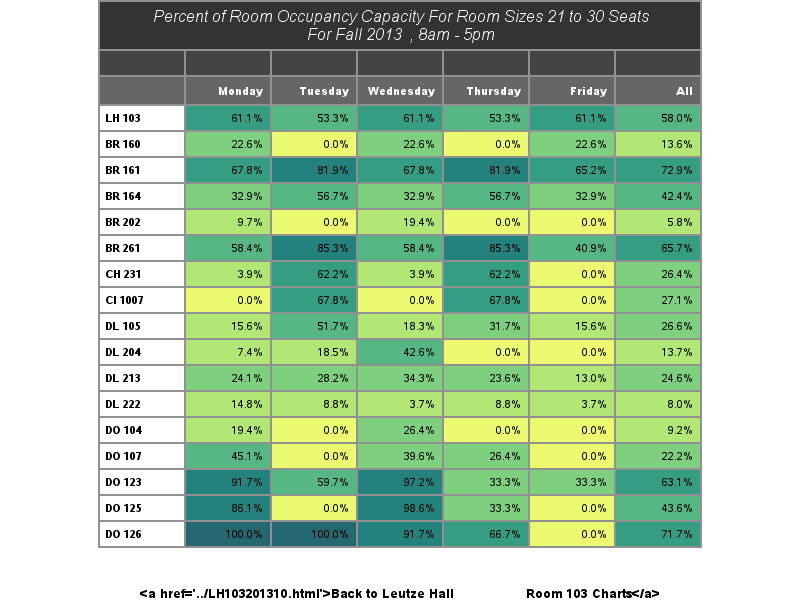 Percent of Room Occupancy Capacity For Room Sizes 21 to 30 Seats
For Fall 2013 , 8am - 5pm
Monday Tuesday Wednesday Thursday Friday All
LH 103 61.1% 53.3% 61.1% 53.3% 61.1% 58.0%
BR 160 22.6% 0.0% 22.6% 0.0% 22.6% 13.6%
BR 161 67.8% 81.9% 67.8% 81.9% 65.2% 72.9%
BR 164 32.9% 56.7% 32.9% 56.7% 32.9% 42.4%
BR 202 9.7% 0.0% 19.4% 0.0% 0.0% 5.8%
BR 261 58.4% 85.3% 58.4% 85.3% 40.9% 65.7%
CH 231 3.9% 62.2% 3.9% 62.2% 0.0% 26.4%
CI 1007 0.0% 67.8% 0.0% 67.8% 0.0% 27.1%
DL 105 15.6% 51.7% 18.3% 31.7% 15.6% 26.6%
DL 204 7.4% 18.5% 42.6% 0.0% 0.0% 13.7%
DL 213 24.1% 28.2% 34.3% 23.6% 13.0% 24.6%
DL 222 14.8% 8.8% 3.7% 8.8% 3.7% 8.0%
DO 104 19.4% 0.0% 26.4% 0.0% 0.0% 9.2%
DO 107 45.1% 0.0% 39.6% 26.4% 0.0% 22.2%
DO 123 91.7% 59.7% 97.2% 33.3% 33.3% 63.1%
DO 125 86.1% 0.0% 98.6% 33.3% 0.0% 43.6%
DO 126 100.0% 100.0% 91.7% 66.7% 0.0% 71.7%
<a href='../LH103201310.html'>Back to Leutze Hall Room 103 Charts</a>